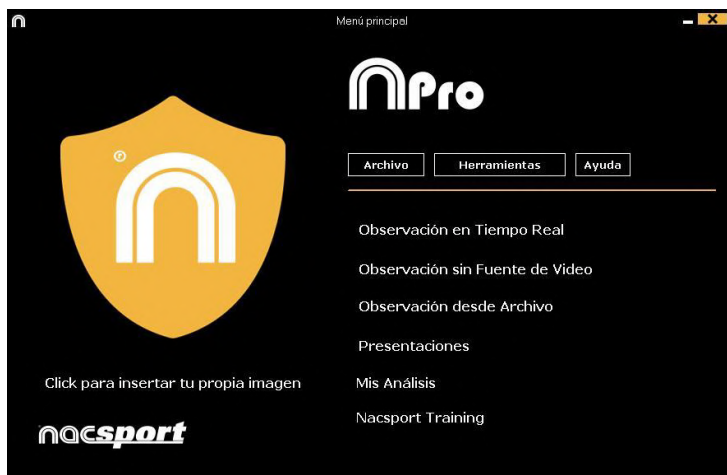 Menú principal
nPro
Archivo
Herramientas
Ayuda
Observación en Tiempo Real
Observación sin Fuente de Video
Observación desde Archivo
Presentaciones
Mis Análisis
Nacsport Training
Click para insertar tu propia imagen
nacsport